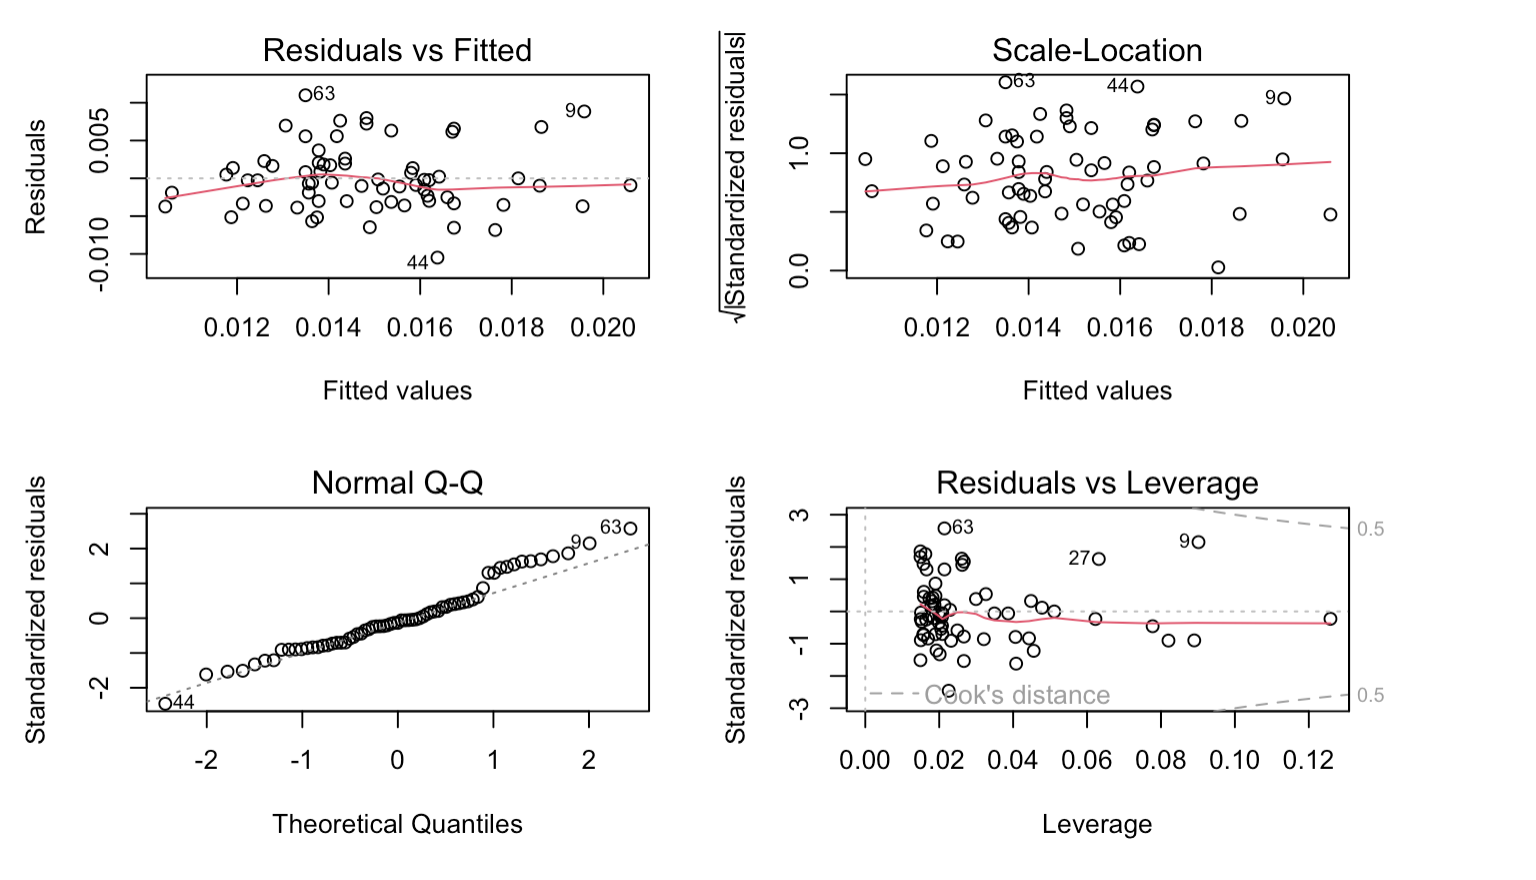 Residuals vs Fitted
Residuals
0.005
-0.010
63
9
44
0.012 0.014 0.016 0.018 0.020
Fitted values
Scale-Location
√|Standardized residuals|
1.0
0.0
63
44
9
0.012 0.014 0.016 0.018 0.020
Fitted values
Normal Q-Q
Standardized residuals
2
0
-2
63
9
44
-2 -1 0 1 2
Theoretical Quantiles
Residuals vs Leverage
Standardized residuals
3
1
-1
-3
63
27
9
0.5
0.5
Cook's distance
0.00 0.02 0.04 0.06 0.08 0.10 0.12
Leverage